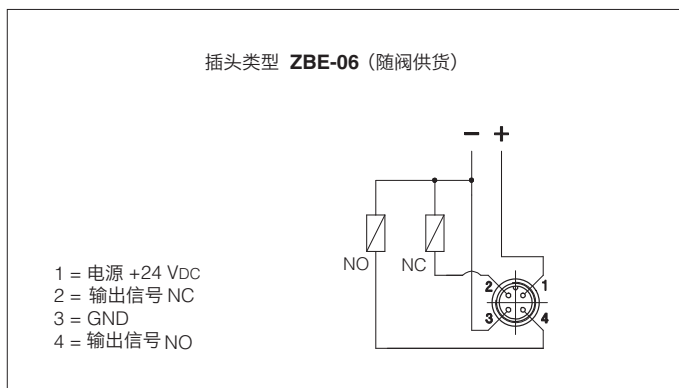 插头类型 ZBE-06（随阀供货）
− +
NO NC
2 1
3 4
1 = 电源 +24 VDC
2 = 输出信号 NC
3 = GND
4 = 输出信号 NO